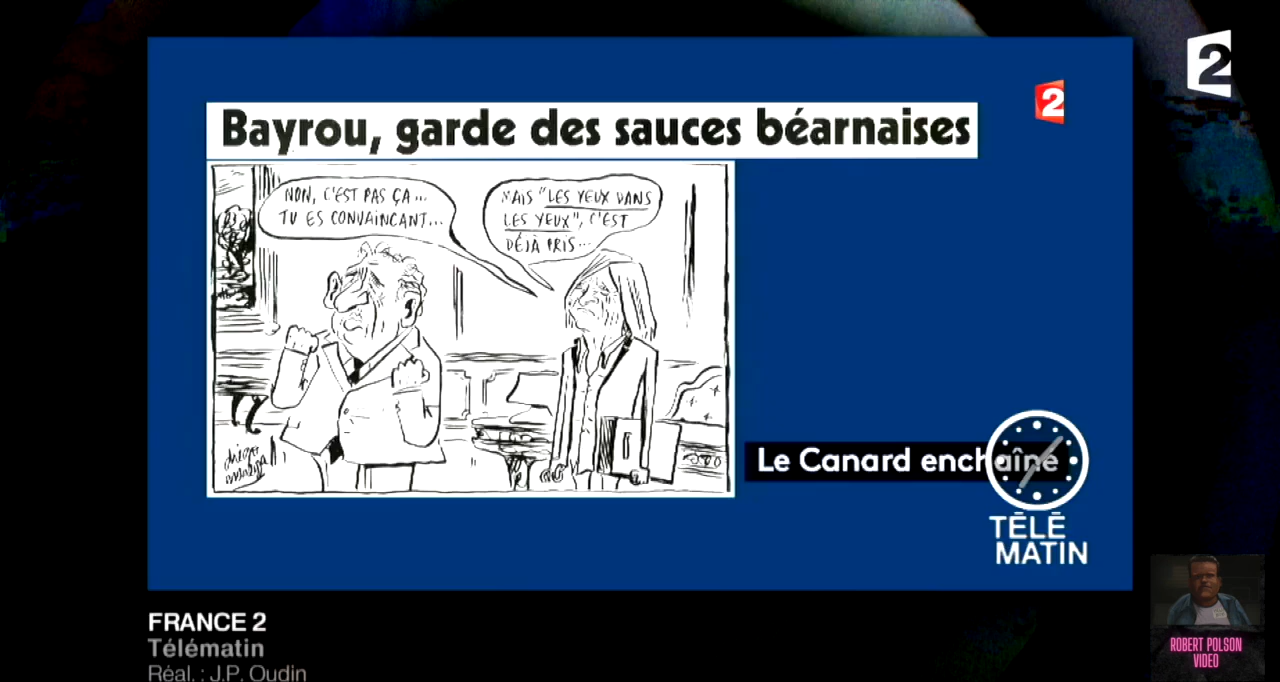 2
2
Bayrou, garde des sauces béarnaises
NON, C'EST PAS ÇA...
TU ES CONVAINCANT...
MAIS "LES YEUX DANS
LES YEUX", C'EST
DÉJÀ PRIS...
Le Canard enchaîné
TÉLÉ
MATIN
FRANCE 2
Télématin
Réal. : J.P. Oudin
ROBERT POLSON
VIDEO